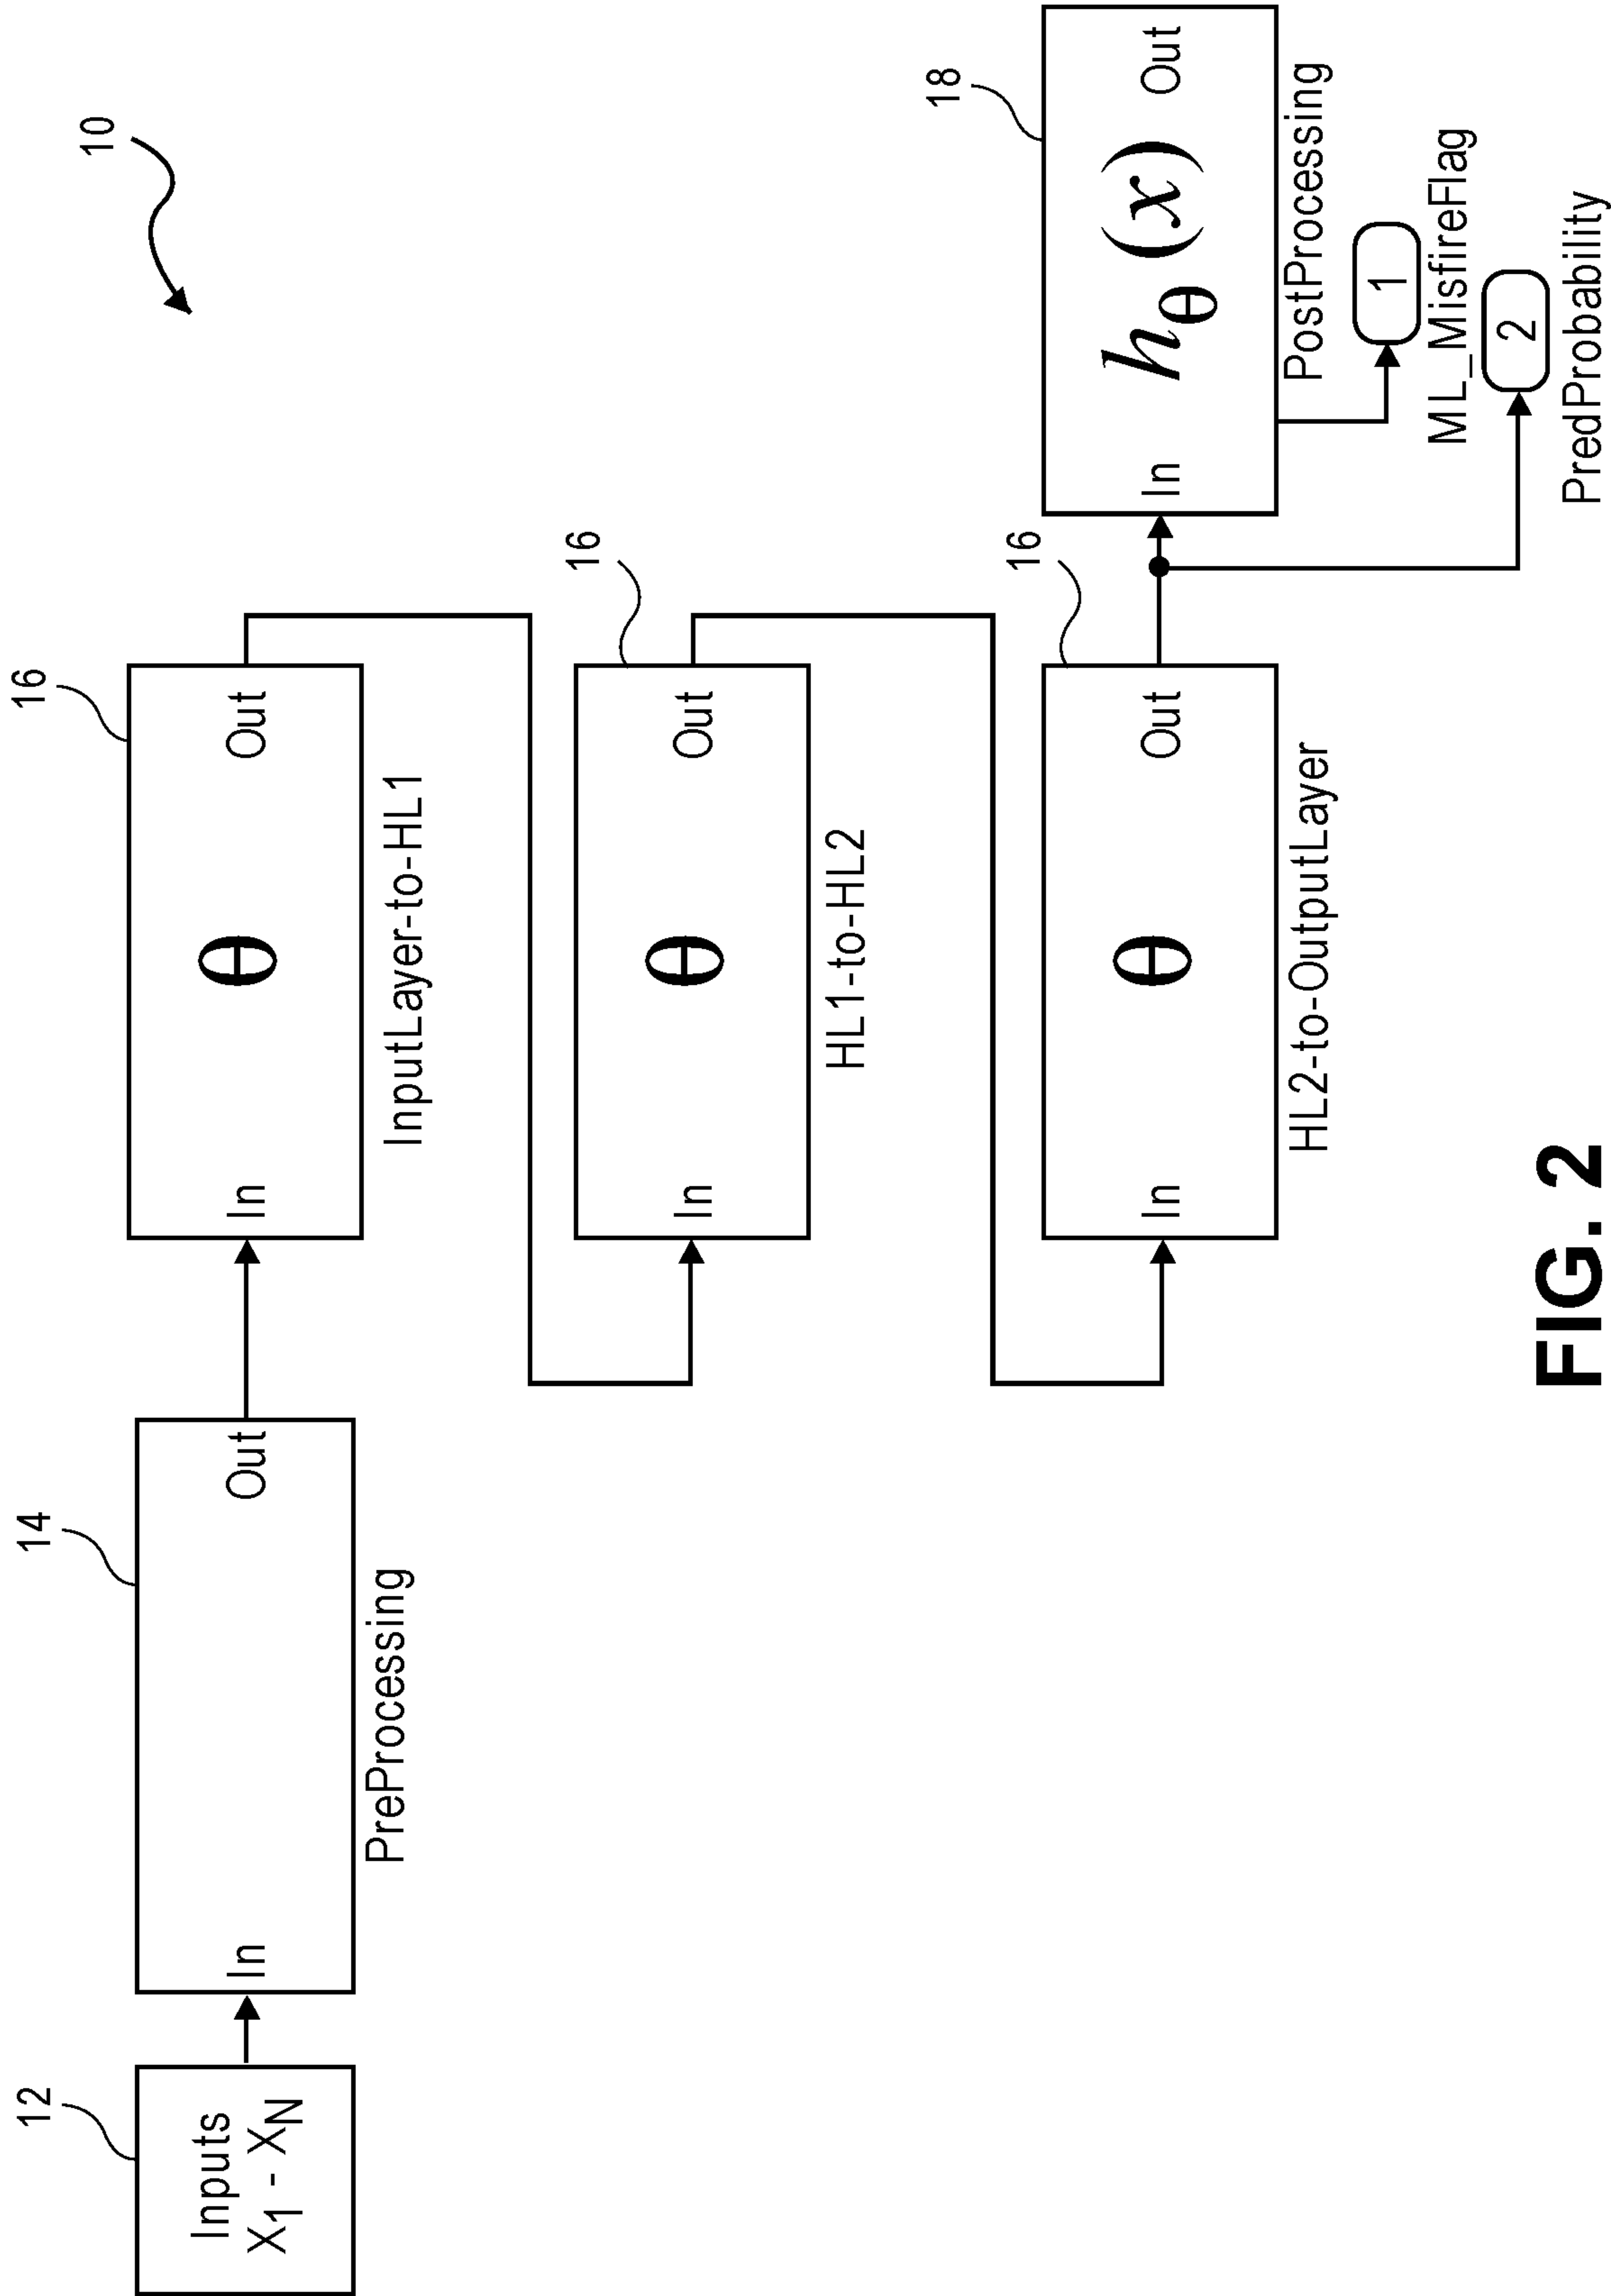 10
12
Inputs
X1 - XN
14
In
Out
PreProcessing
16
In
θ
Out
InputLayer-to-HL1
16
In
θ
Out
HL1-to-HL2
16
In
θ
Out
HL2-to-OutputLayer
18
In
hθ(x)
Out
PostProcessing
1
ML_MisfireFlag
2
PredProbability
FIG. 2